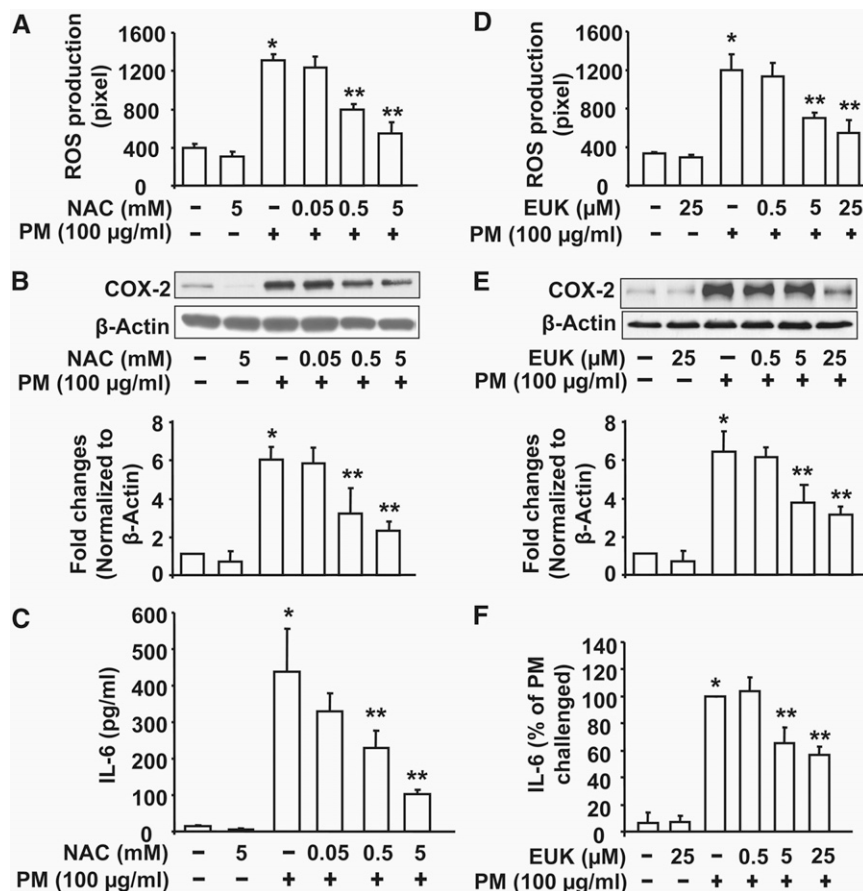 A
ROS production
(pixel)
1600
1200
800
400
0
*
**
**
NAC (mM) – 5 – 0.05 0.5 5
PM (100 µg/ml) – – + + + +
B
COX-2
β-Actin
NAC (mM) – 5 – 0.05 0.5 5
PM (100 µg/ml) – – + + + +
Fold changes
(Normalized to
β-Actin)
8
6
4
2
0
*
**
**
C
IL-6 (pg/ml)
600
500
400
300
200
100
0
*
**
**
NAC (mM) – 5 – 0.05 0.5 5
PM (100 µg/ml) – – + + + +
D
ROS production
(pixel)
1600
1200
800
400
0
*
**
**
EUK (µM) – 25 – 0.5 5 25
PM (100 µg/ml) – – + + + +
E
COX-2
β-Actin
EUK (µM) – 25 – 0.5 5 25
PM (100 µg/ml) – – + + + +
Fold changes
(Normalized to
β-Actin)
8
6
4
2
0
*
**
**
F
IL-6 (% of PM
challenged)
140
120
100
80
60
40
20
0
*
**
**
EUK (µM) – 25 – 0.5 5 25
PM (100 µg/ml) – – + + + +